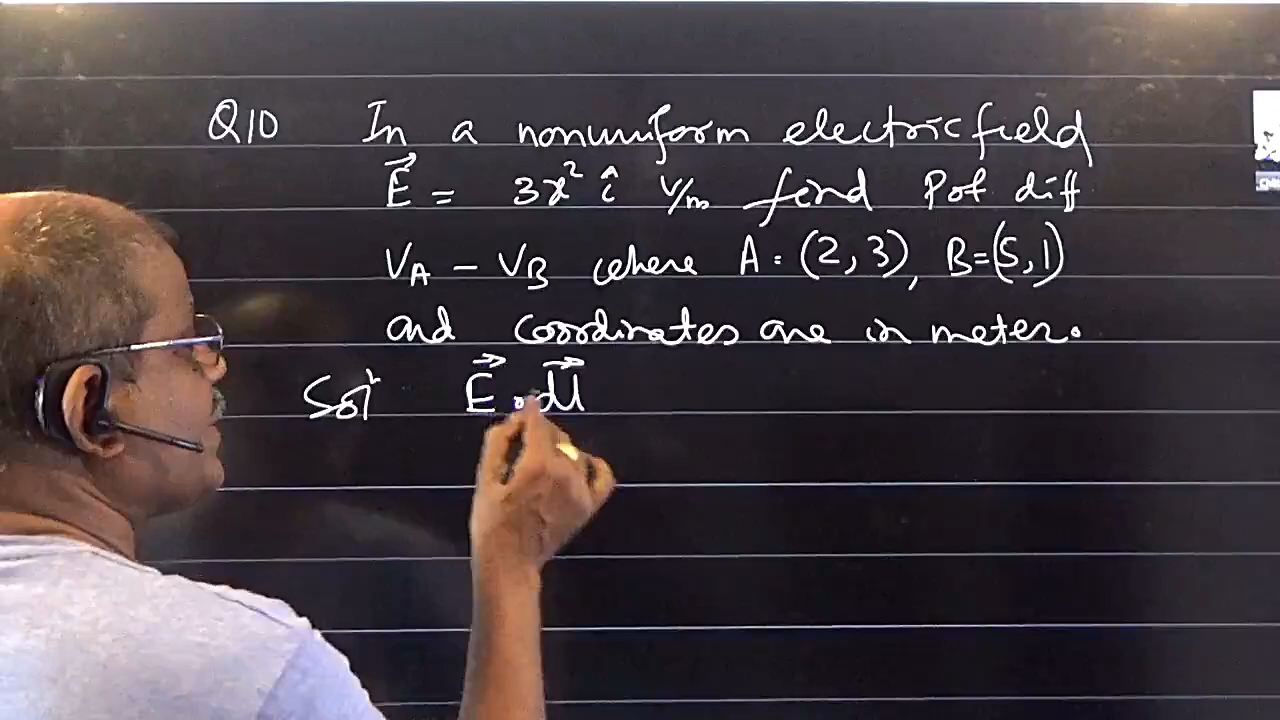 Q10 In a nonuniform electric field
E⃗ = 3x² î V/m find Pot diff
V_A - V_B where A = (2, 3), B = (5, 1)
and coordinates are in meter.
Sol E⃗ . dl⃗